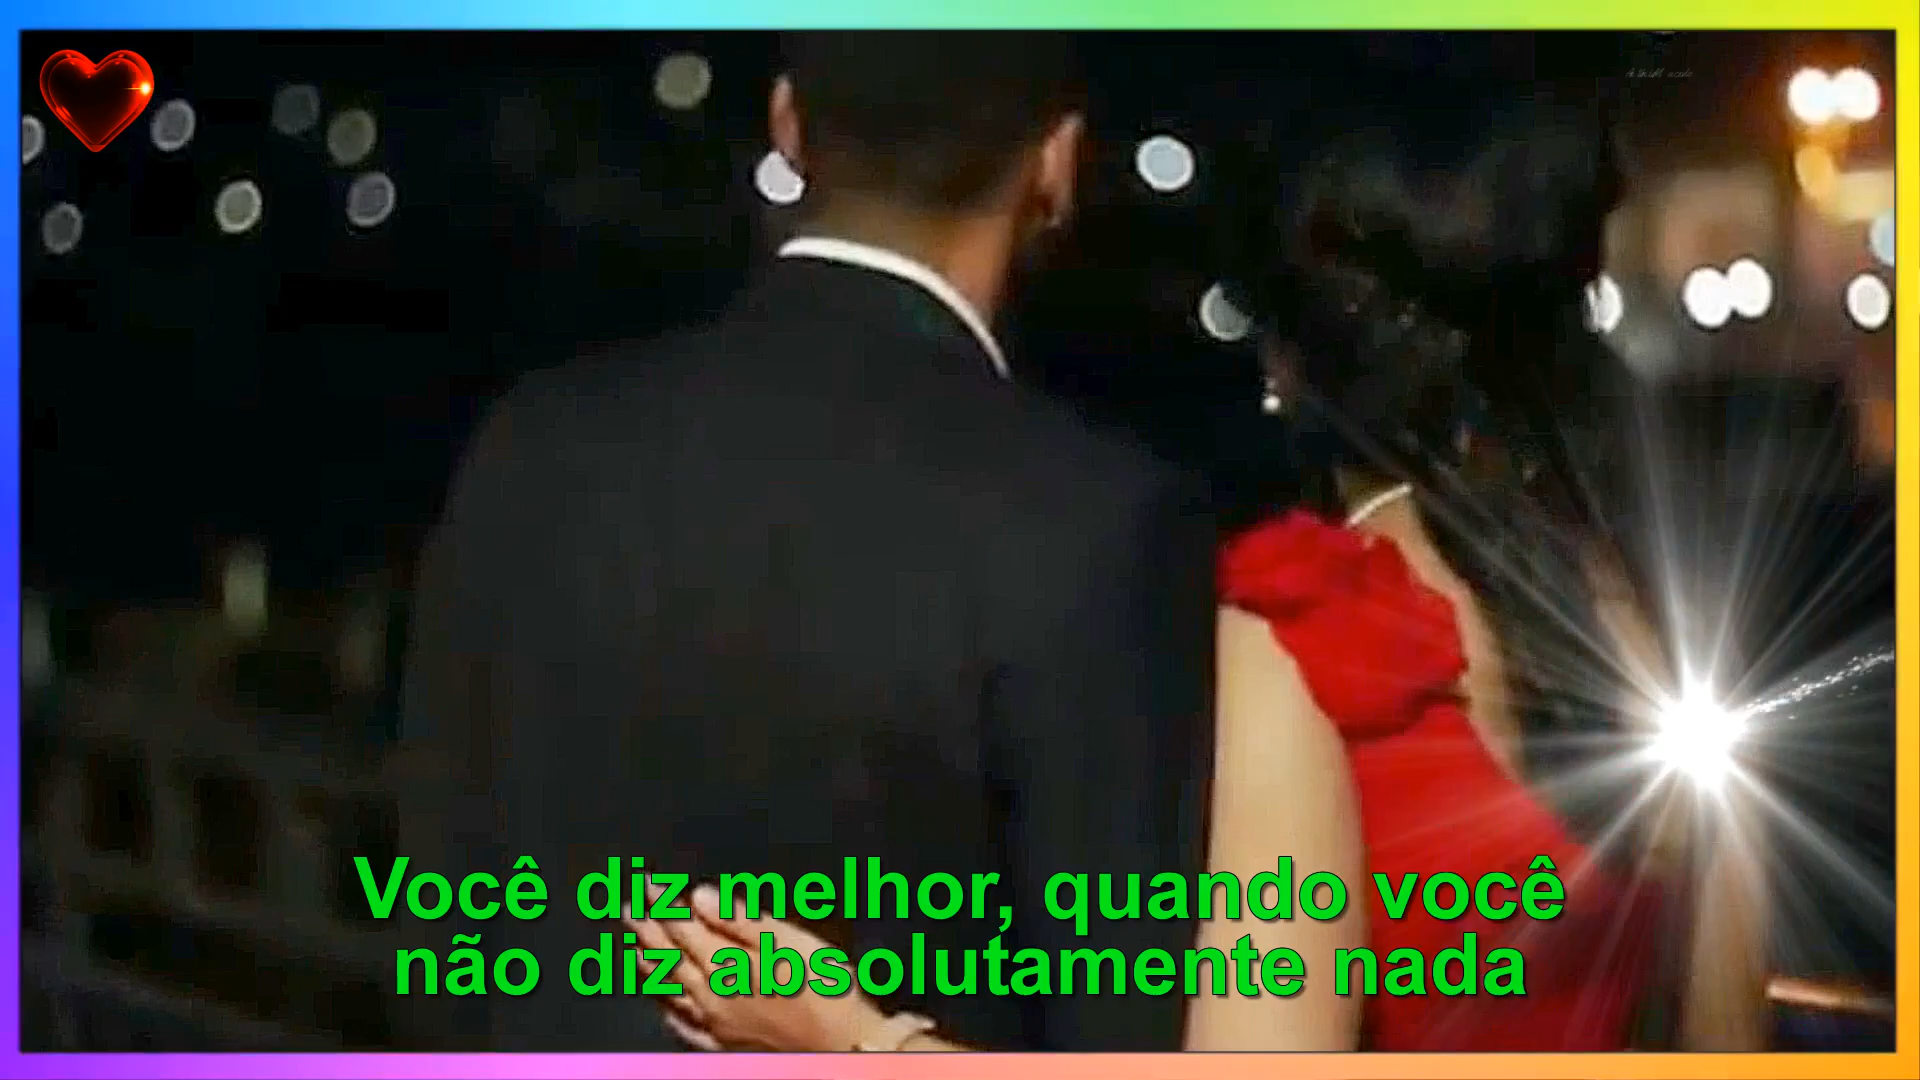 Você diz melhor, quando você
não diz absolutamente nada